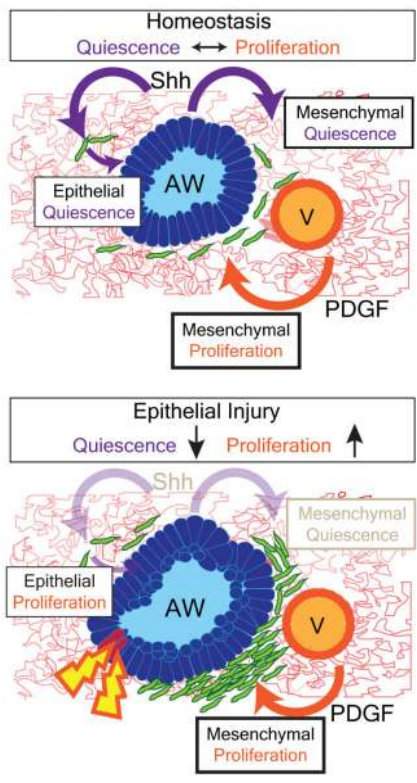 Homeostasis
Quiescence ↔ Proliferation
Shh
Mesenchymal
Quiescence
AW
Epithelial
Quiescence
V
PDGF
Mesenchymal
Proliferation
Epithelial Injury
Quiescence ↓ Proliferation ↑
Shh
Mesenchymal
Quiescence
Epithelial
Proliferation
AW
V
PDGF
Mesenchymal
Proliferation